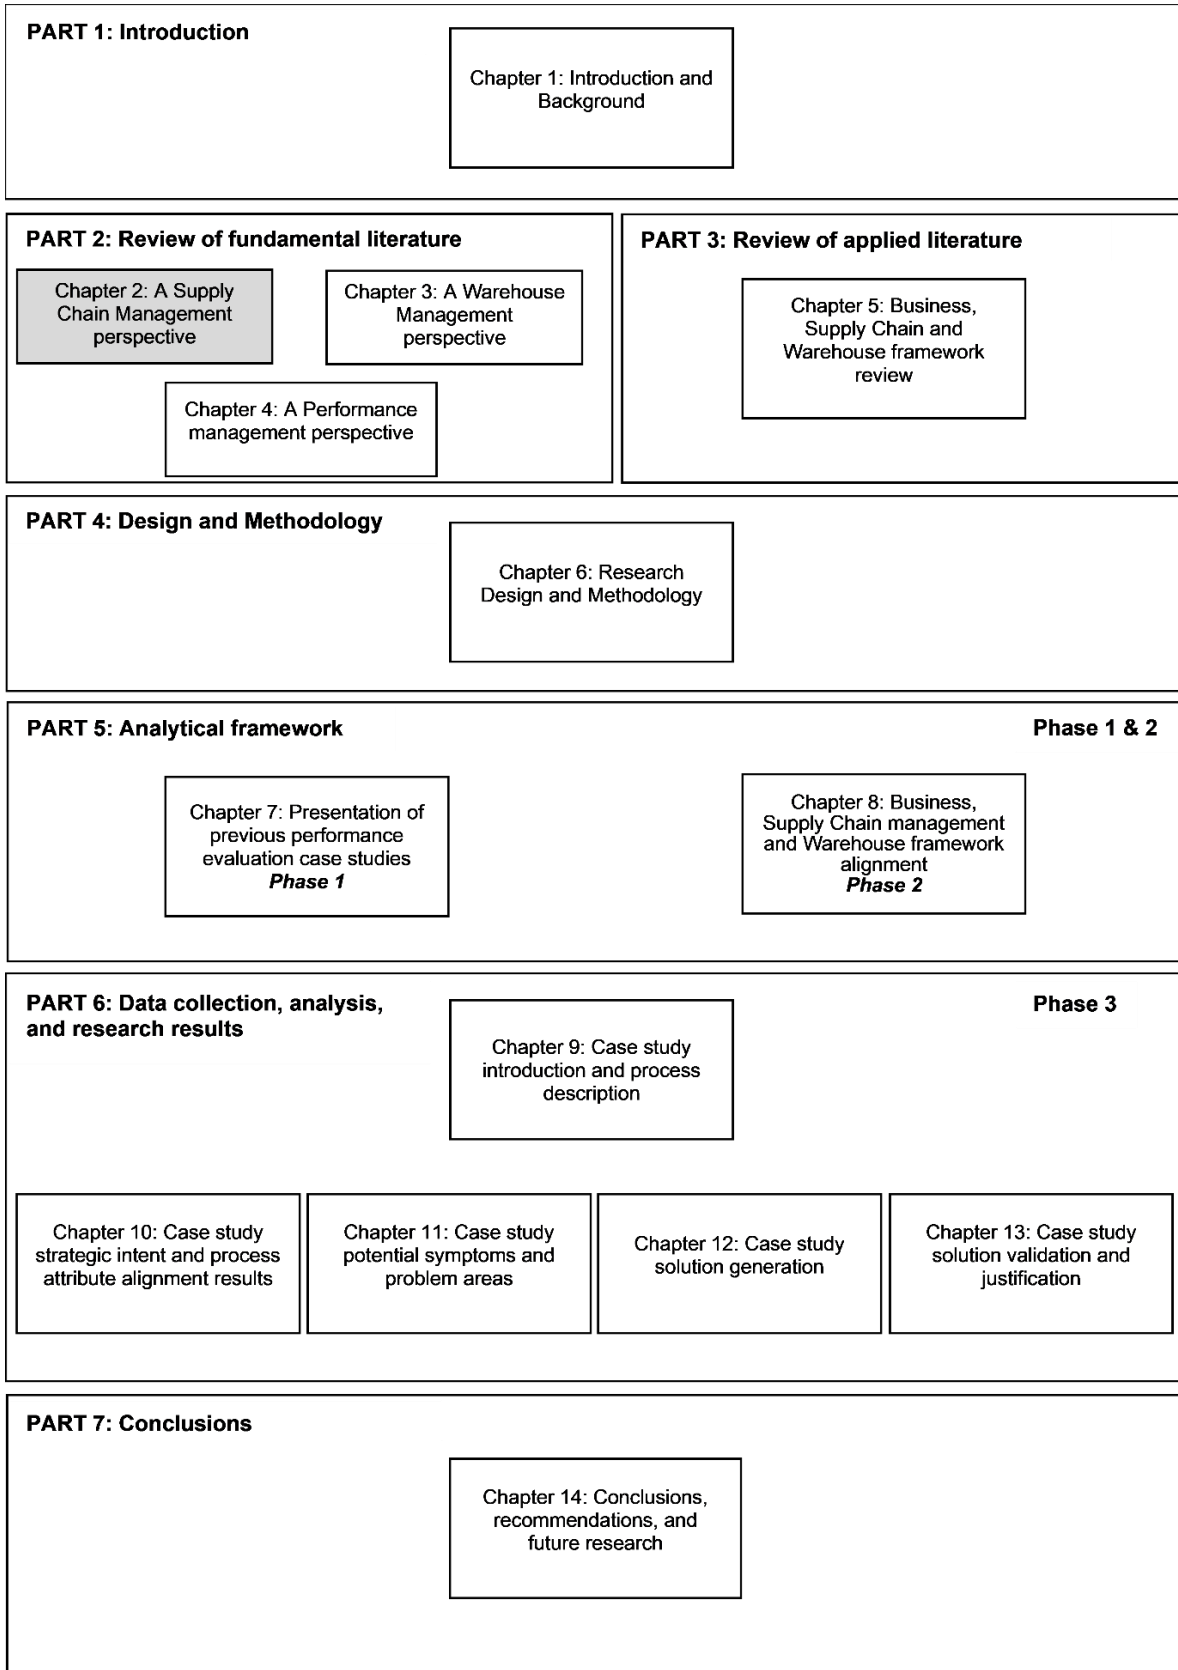 PART 1: Introduction
Chapter 1: Introduction and
Background
PART 2: Review of fundamental literature
Chapter 2: A Supply
Chain Management
perspective
Chapter 3: A Warehouse
Management
perspective
Chapter 4: A Performance
management perspective
PART 3: Review of applied literature
Chapter 5: Business,
Supply Chain and
Warehouse framework
review
PART 4: Design and Methodology
Chapter 6: Research
Design and Methodology
PART 5: Analytical framework
Phase 1 & 2
Chapter 7: Presentation of
previous performance
evaluation case studies
Phase 1
Chapter 8: Business,
Supply Chain management
and Warehouse framework
alignment
Phase 2
PART 6: Data collection, analysis,
and research results
Phase 3
Chapter 9: Case study
introduction and process
description
Chapter 10: Case study
strategic intent and process
attribute alignment results
Chapter 11: Case study
potential symptoms and
problem areas
Chapter 12: Case study
solution generation
Chapter 13: Case study
solution validation and
justification
PART 7: Conclusions
Chapter 14: Conclusions,
recommendations, and
future research